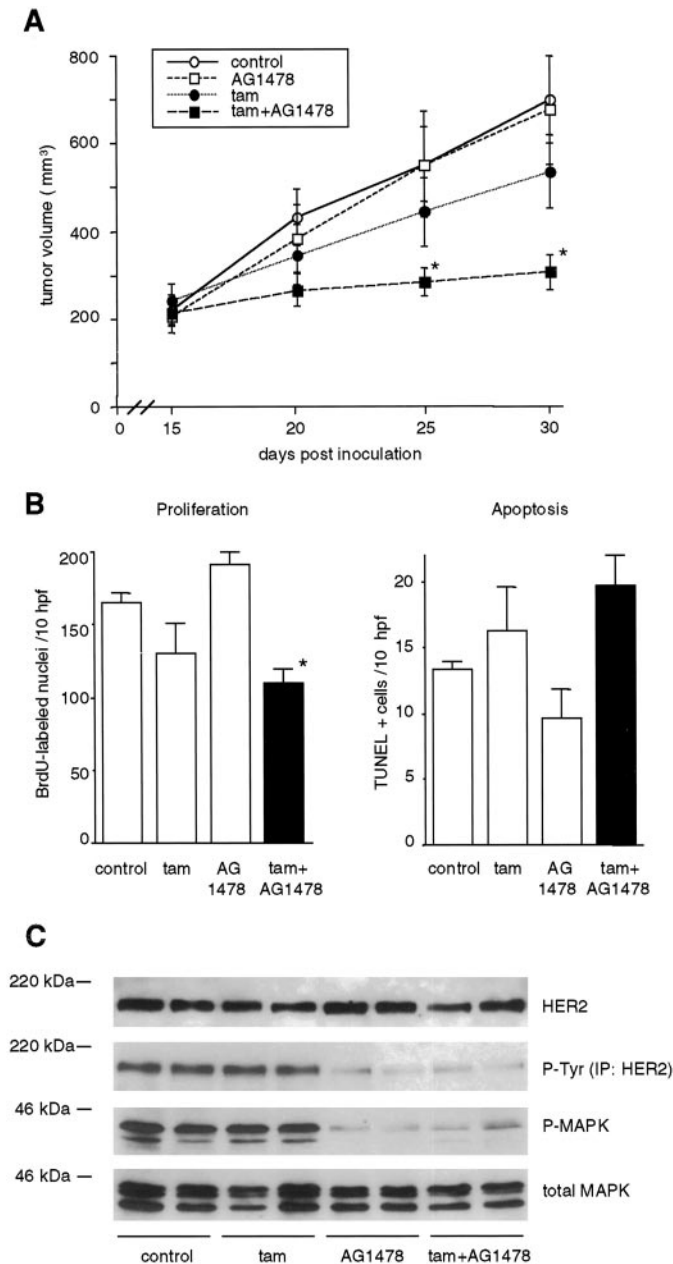 A
800
600
400
200
0
tumor volume ( mm³)
control
AG1478
tam
tam+AG1478
*
*
0
15
20
25
30
days post inoculation
B
Proliferation
200
150
100
50
0
BrdU-labeled nuclei /10 hpf
*
control
tam
AG
1478
tam+
AG1478
Apoptosis
20
15
10
5
0
TUNEL + cells /10 hpf
control
tam
AG
1478
tam+
AG1478
C
220 kDa
HER2
220 kDa
P-Tyr (IP: HER2)
46 kDa
P-MAPK
46 kDa
total MAPK
control
tam
AG1478
tam+AG1478